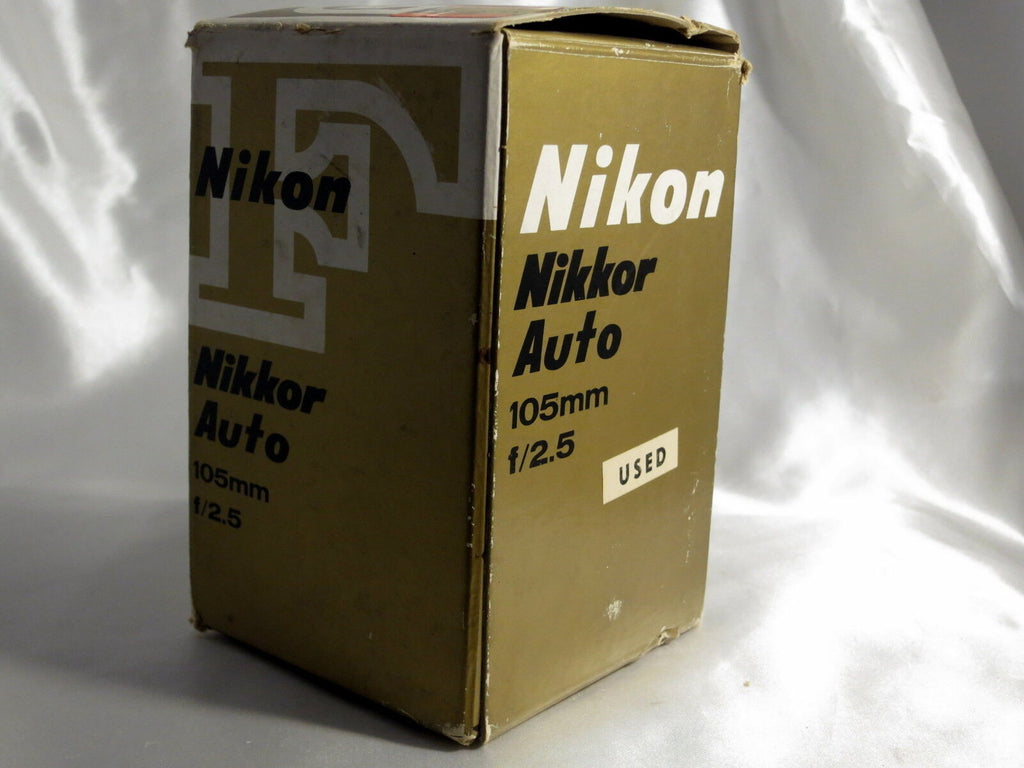 F
Nikon
Nikkor
Auto
105mm
f/2.5
Nikon
Nikkor
Auto
105mm
f/2.5
USED